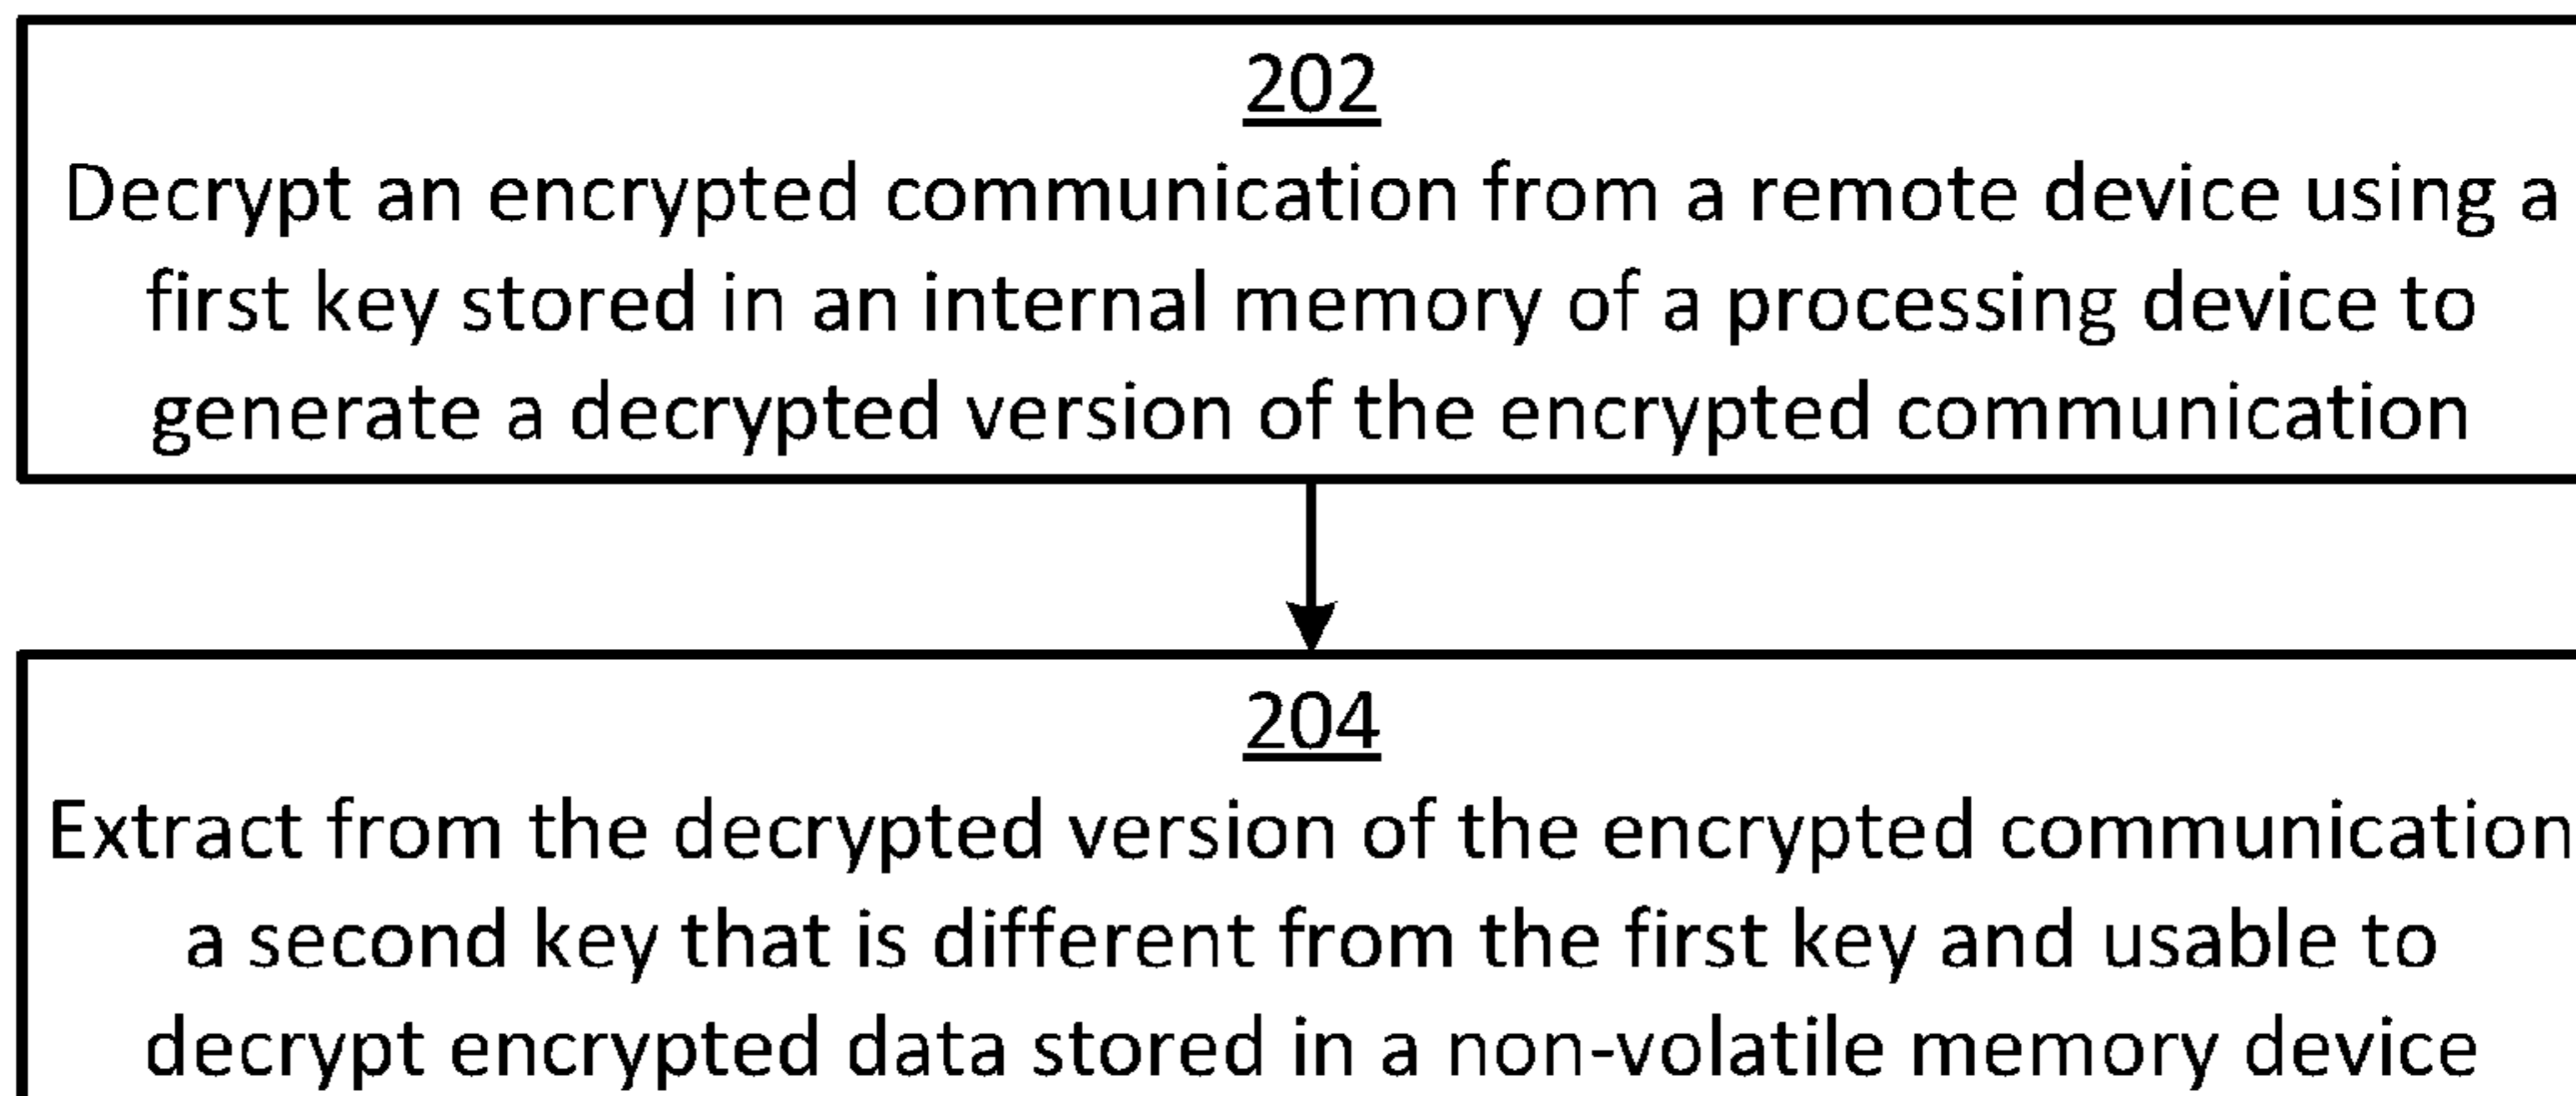 202
Decrypt an encrypted communication from a remote device using a
first key stored in an internal memory of a processing device to
generate a decrypted version of the encrypted communication
204
Extract from the decrypted version of the encrypted communication
a second key that is different from the first key and usable to
decrypt encrypted data stored in a non-volatile memory device